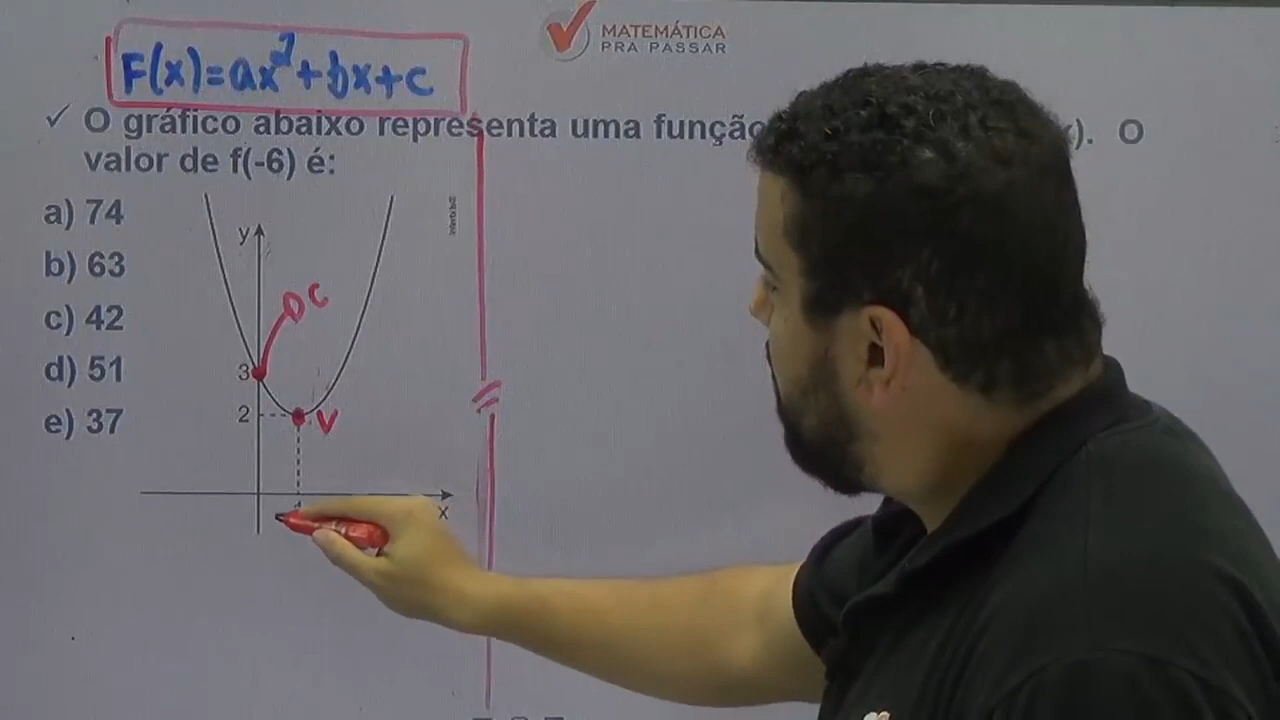 MATEMÁTICA
PRA PASSAR
F(x)=ax²+bx+c
✓ O gráfico abaixo representa uma função ). O
valor de f(-6) é:
a) 74
b) 63
c) 42
d) 51
e) 37
y
C
3
2
V
x